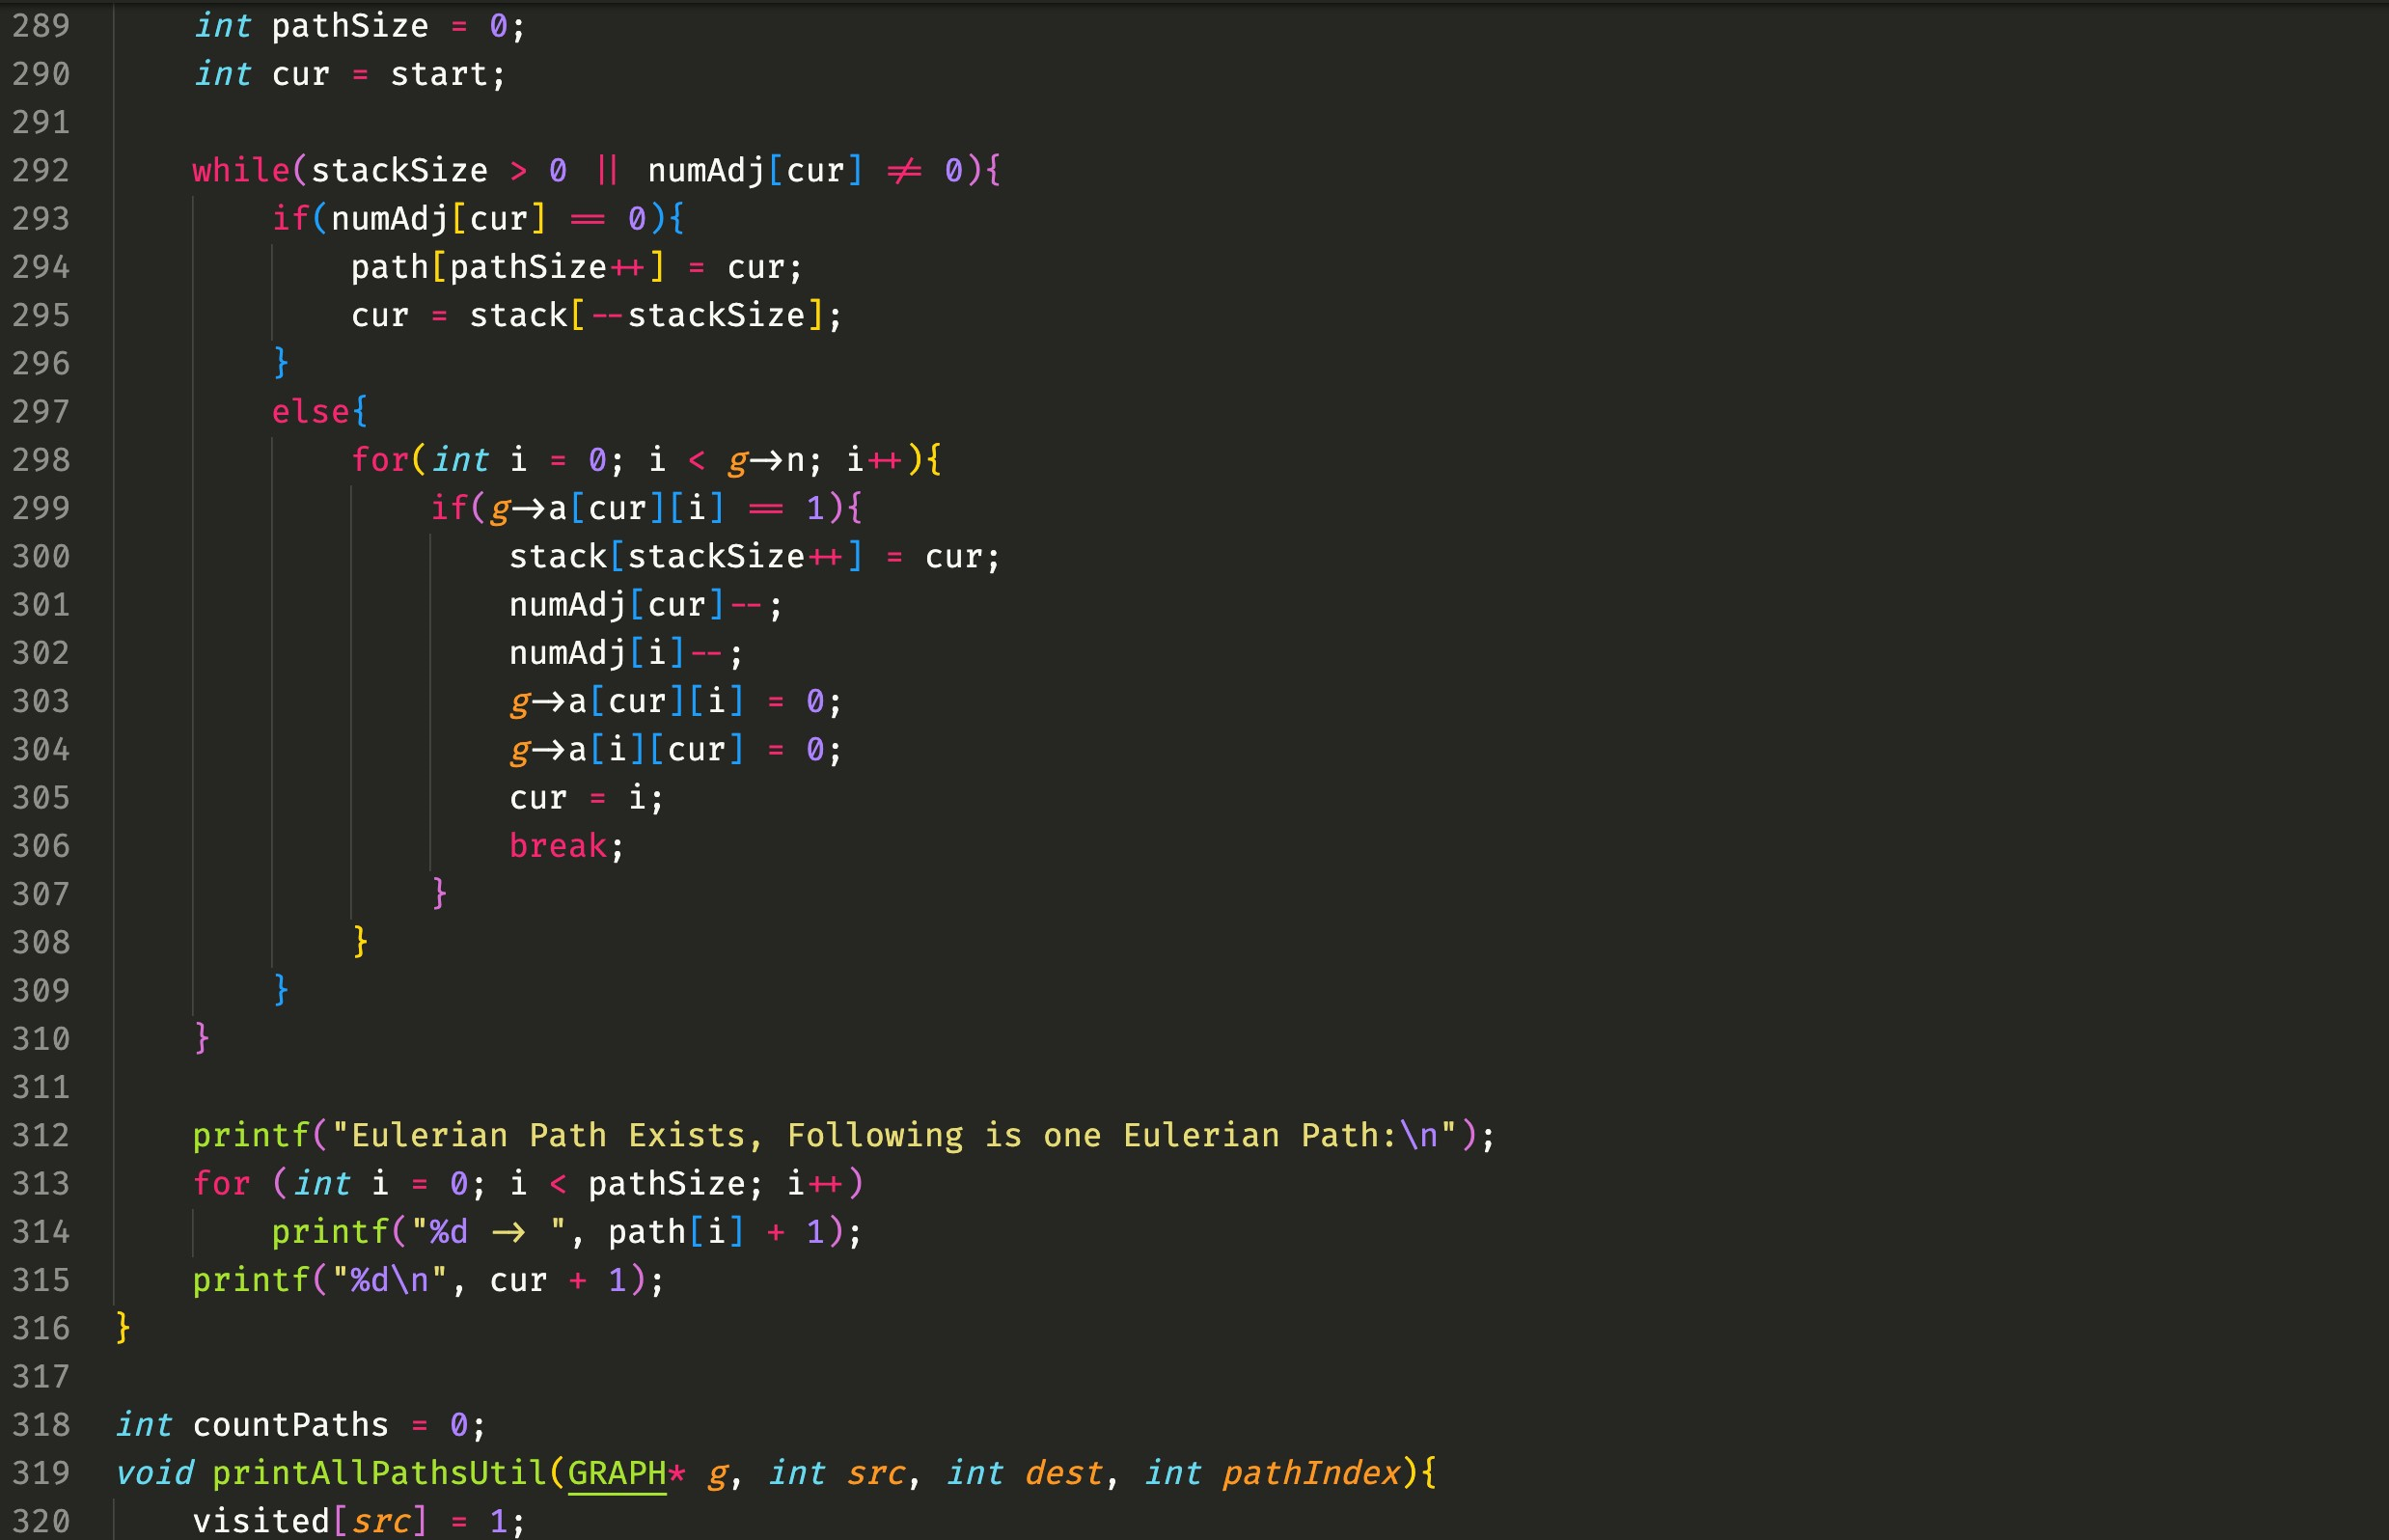 289 int pathSize = 0;
290 int cur = start;
291
292 while(stackSize > 0 || numAdj[cur] != 0){
293 if(numAdj[cur] == 0){
294 path[pathSize++] = cur;
295 cur = stack[--stackSize];
296 }
297 else{
298 for(int i = 0; i < g->n; i++){
299 if(g->a[cur][i] == 1){
300 stack[stackSize++] = cur;
301 numAdj[cur]--;
302 numAdj[i]--;
303 g->a[cur][i] = 0;
304 g->a[i][cur] = 0;
305 cur = i;
306 break;
307 }
308 }
309 }
310 }
311
312 printf("Eulerian Path Exists, Following is one Eulerian Path:\n");
313 for (int i = 0; i < pathSize; i++)
314 printf("%d -> ", path[i] + 1);
315 printf("%d\n", cur + 1);
316 }
317
318 int countPaths = 0;
319 void printAllPathsUtil(GRAPH* g, int src, int dest, int pathIndex){
320 visited[src] = 1;